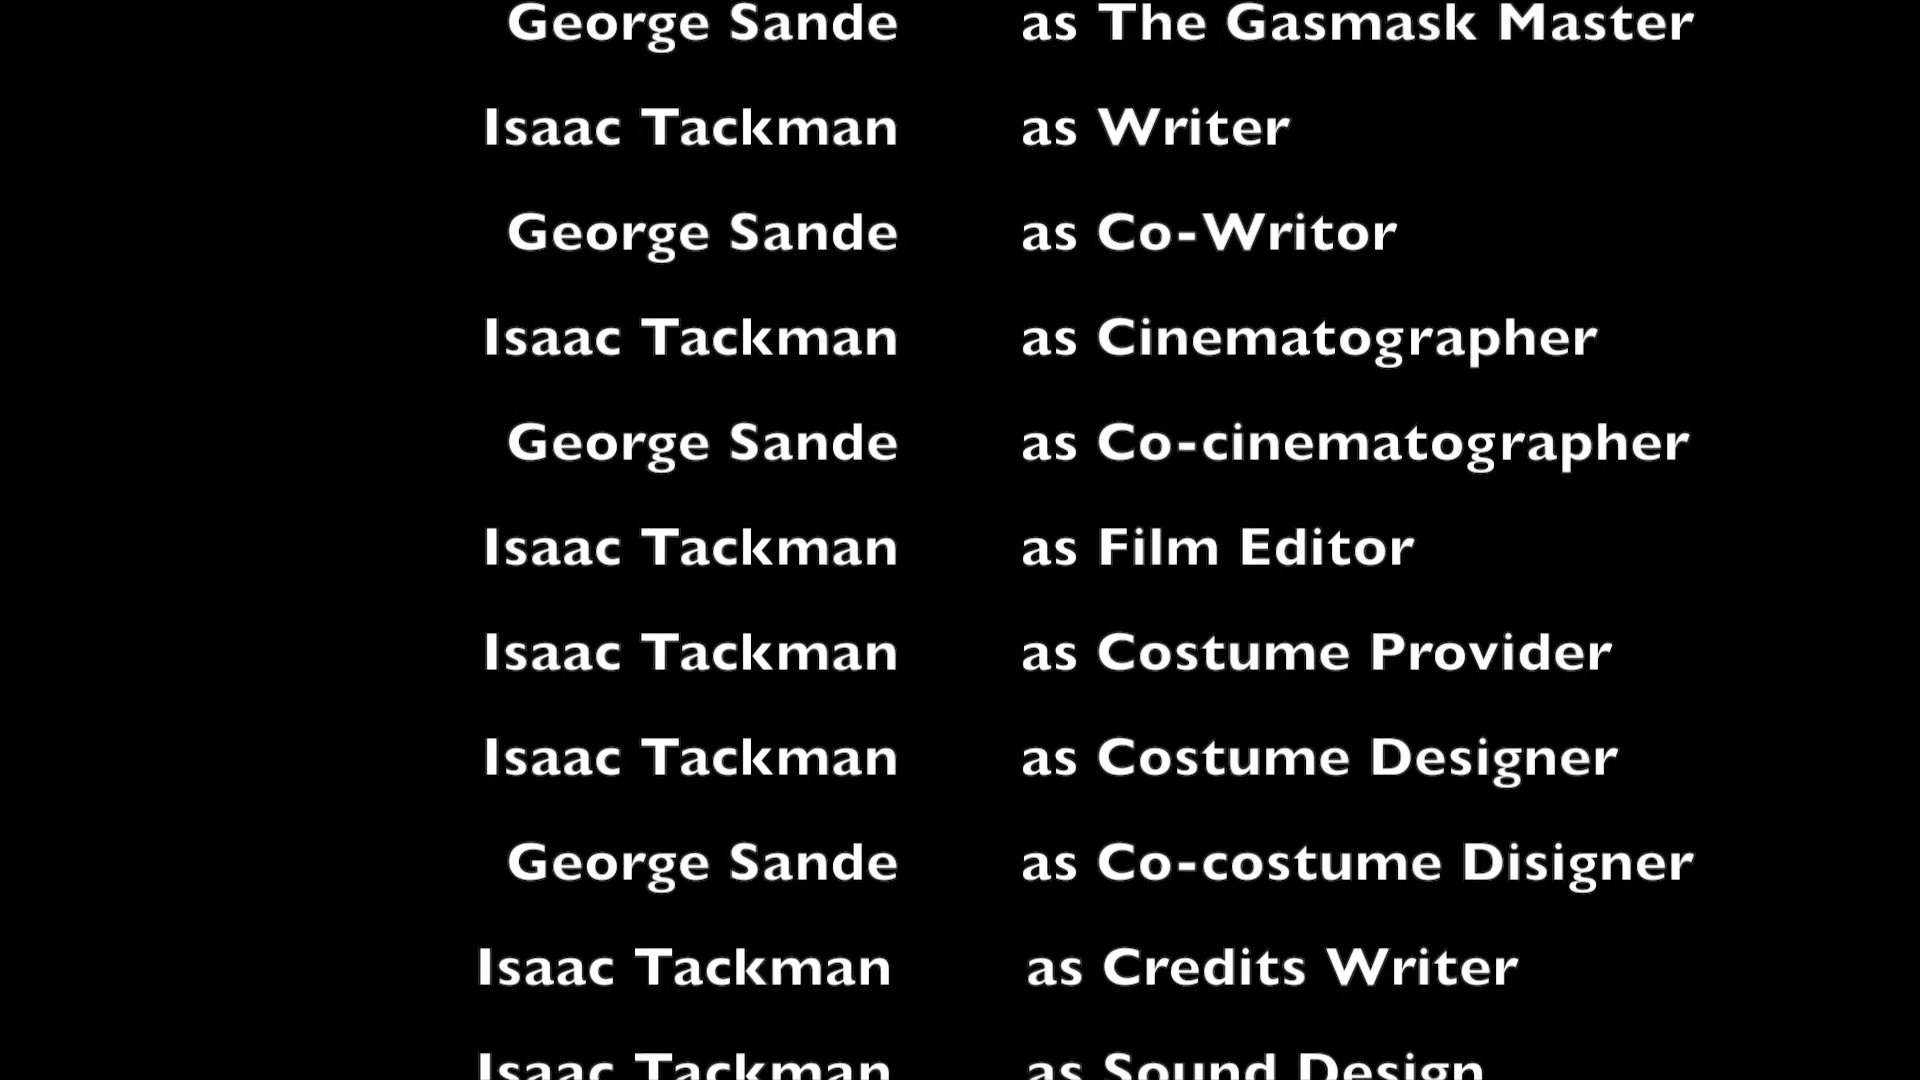 George Sande as The Gasmask Master
Isaac Tackman as Writer
George Sande as Co-Writor
Isaac Tackman as Cinematographer
George Sande as Co-cinematographer
Isaac Tackman as Film Editor
Isaac Tackman as Costume Provider
Isaac Tackman as Costume Designer
George Sande as Co-costume Disigner
Isaac Tackman as Credits Writer
Isaac Tackman as Sound Design